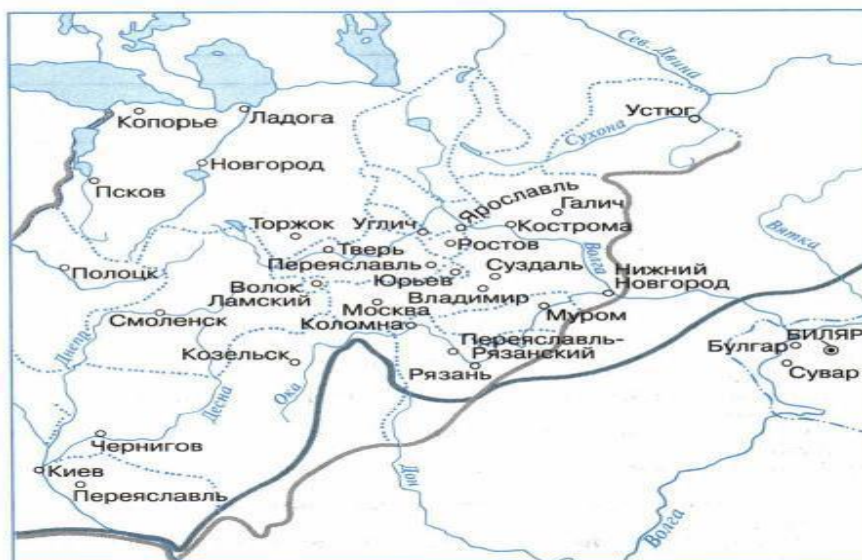 Сев. Двина
Устюг
Копорье
Ладога
Сухона
Новгород
Псков
Ярославль
Галич
Торжок
Углич
Кострома
Вятка
Тверь
Ростов
Волга
Полоцк
Переяславль
Суздаль
Нижний
Новгород
Юрьев
Волок
Ламский
Владимир
Москва
Муром
Смоленск
Коломна
Днепр
Переяславль-
Рязанский
БИЛЯР
Булгар
Козельск
Рязань
Сувар
Ока
Десна
Чернигов
Киев
Дон
Переяславль
Волга